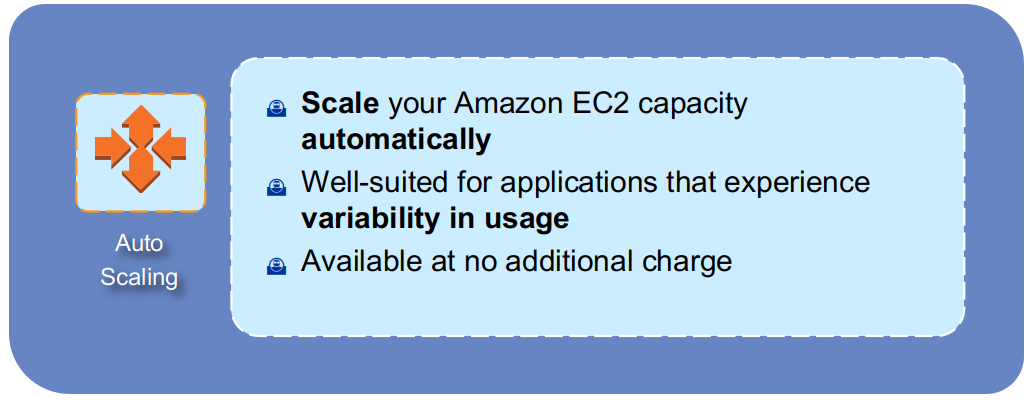 Scale your Amazon EC2 capacity
automatically
Well-suited for applications that experience
variability in usage
Available at no additional charge
Auto
Scaling